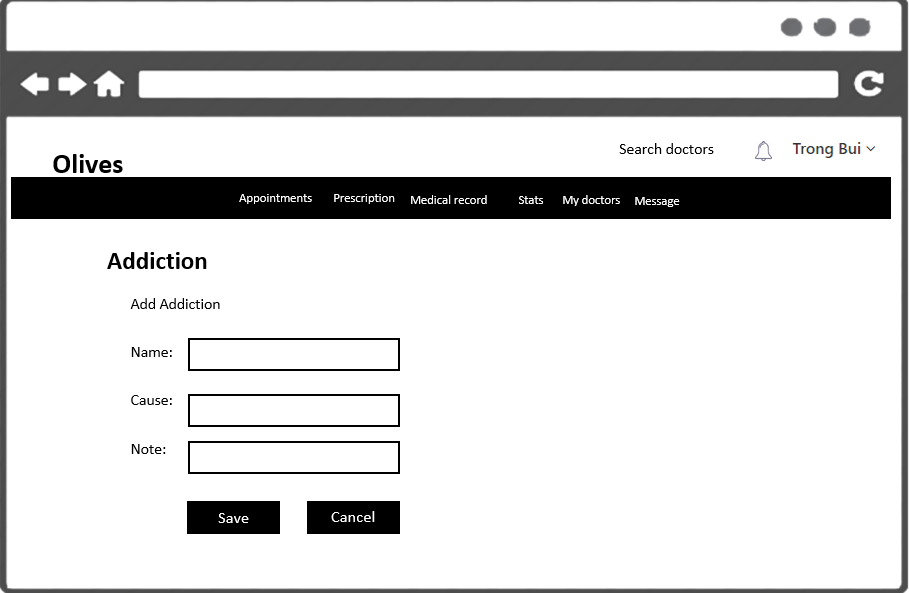 Search doctors Trong Bui
Olives
Appointments Prescription Medical record Stats My doctors Message
Addiction
Add Addiction
Name:
Cause:
Note:
Save Cancel